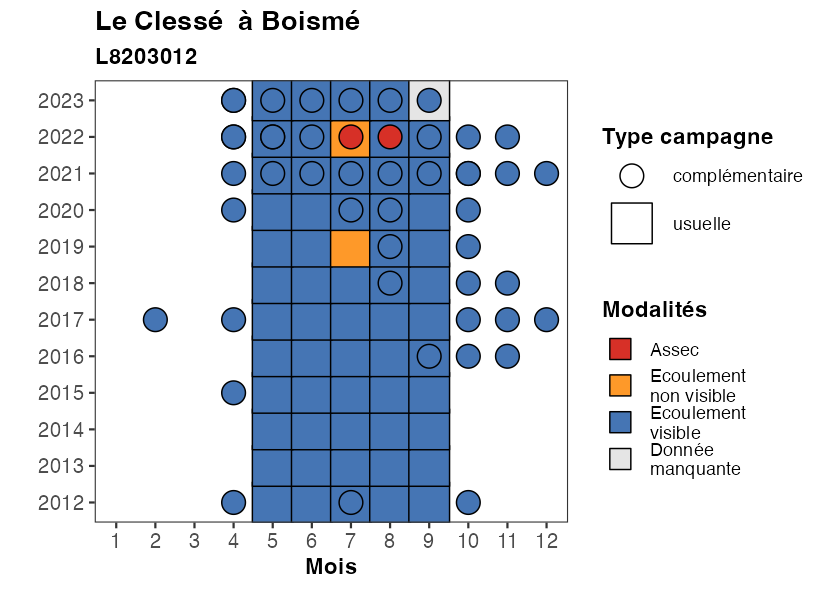 Le Clessé  à Boismé
L8203012
2023
2022
2021
2020
2019
2018
2017
2016
2015
2014
2013
2012
1 2 3 4 5 6 7 8 9 10 11 12
Mois
Type campagne
complémentaire
usuelle
Modalités
Assec
Ecoulement
non visible
Ecoulement
visible
Donnée
manquante